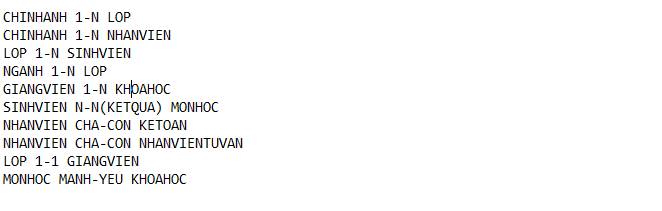 CHINHANH 1-N LOP
CHINHANH 1-N NHANVIEN
LOP 1-N SINHVIEN
NGANH 1-N LOP
GIANGVIEN 1-N KHOAHOC
SINHVIEN N-N(KETQUA) MONHOC
NHANVIEN CHA-CON KETOAN
NHANVIEN CHA-CON NHANVIENTUVAN
LOP 1-1 GIANGVIEN
MONHOC MANH-YEU KHOAHOC